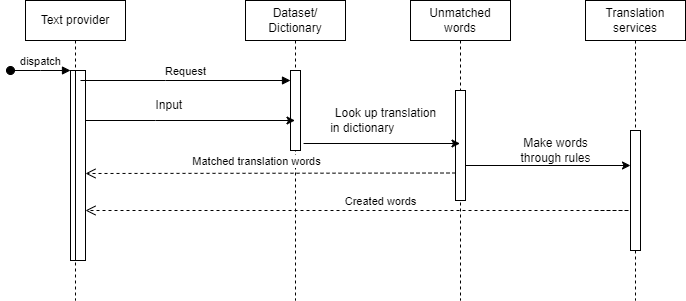 Text provider
Dataset/
Dictionary
Unmatched
words
Translation
services
dispatch
Request
Input
Look up translation
in dictionary
Make words
through rules
Matched translation words
Created words